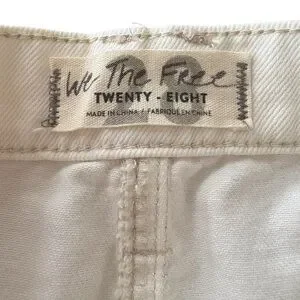 We The Free
TWENTY - EIGHT
MADE IN CHINA / FABRIQUÉ EN CHINE